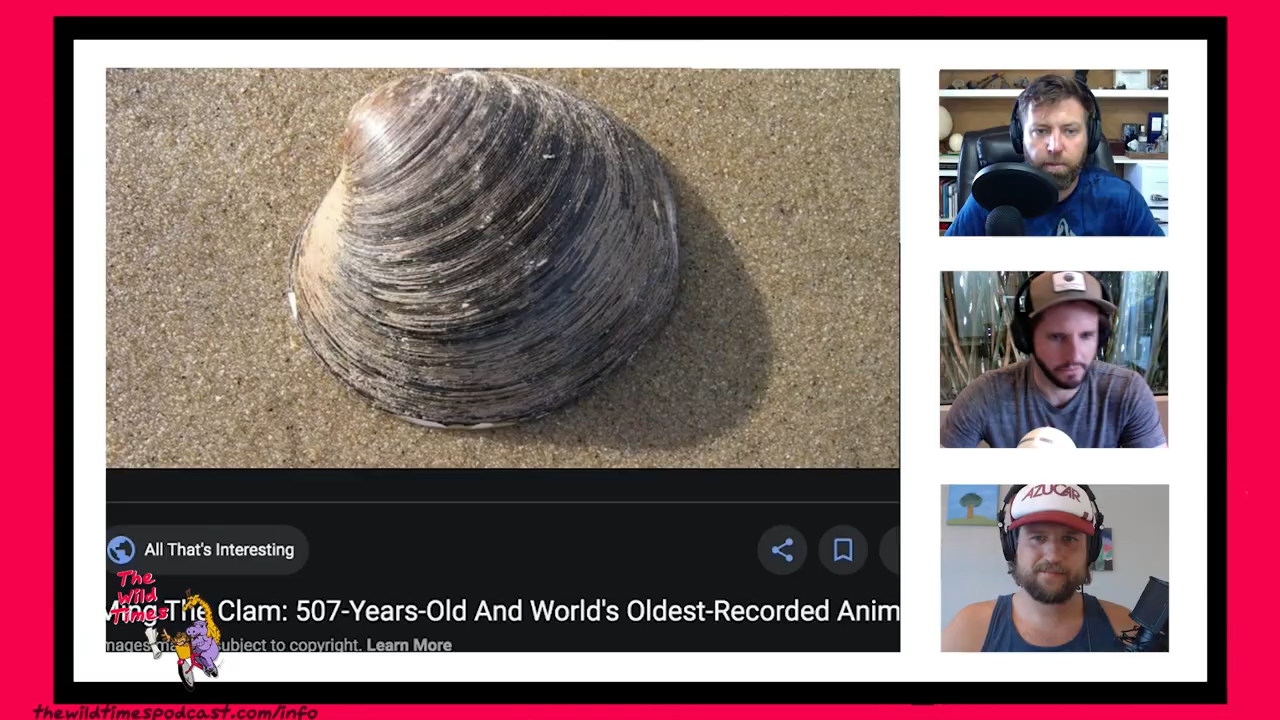 AZUCAR
All That's Interesting
The
Wild
Times
The Clam: 507-Years-Old And World's Oldest-Recorded Anim
subject to copyright. Learn More
thewildtimespodcast.com/info